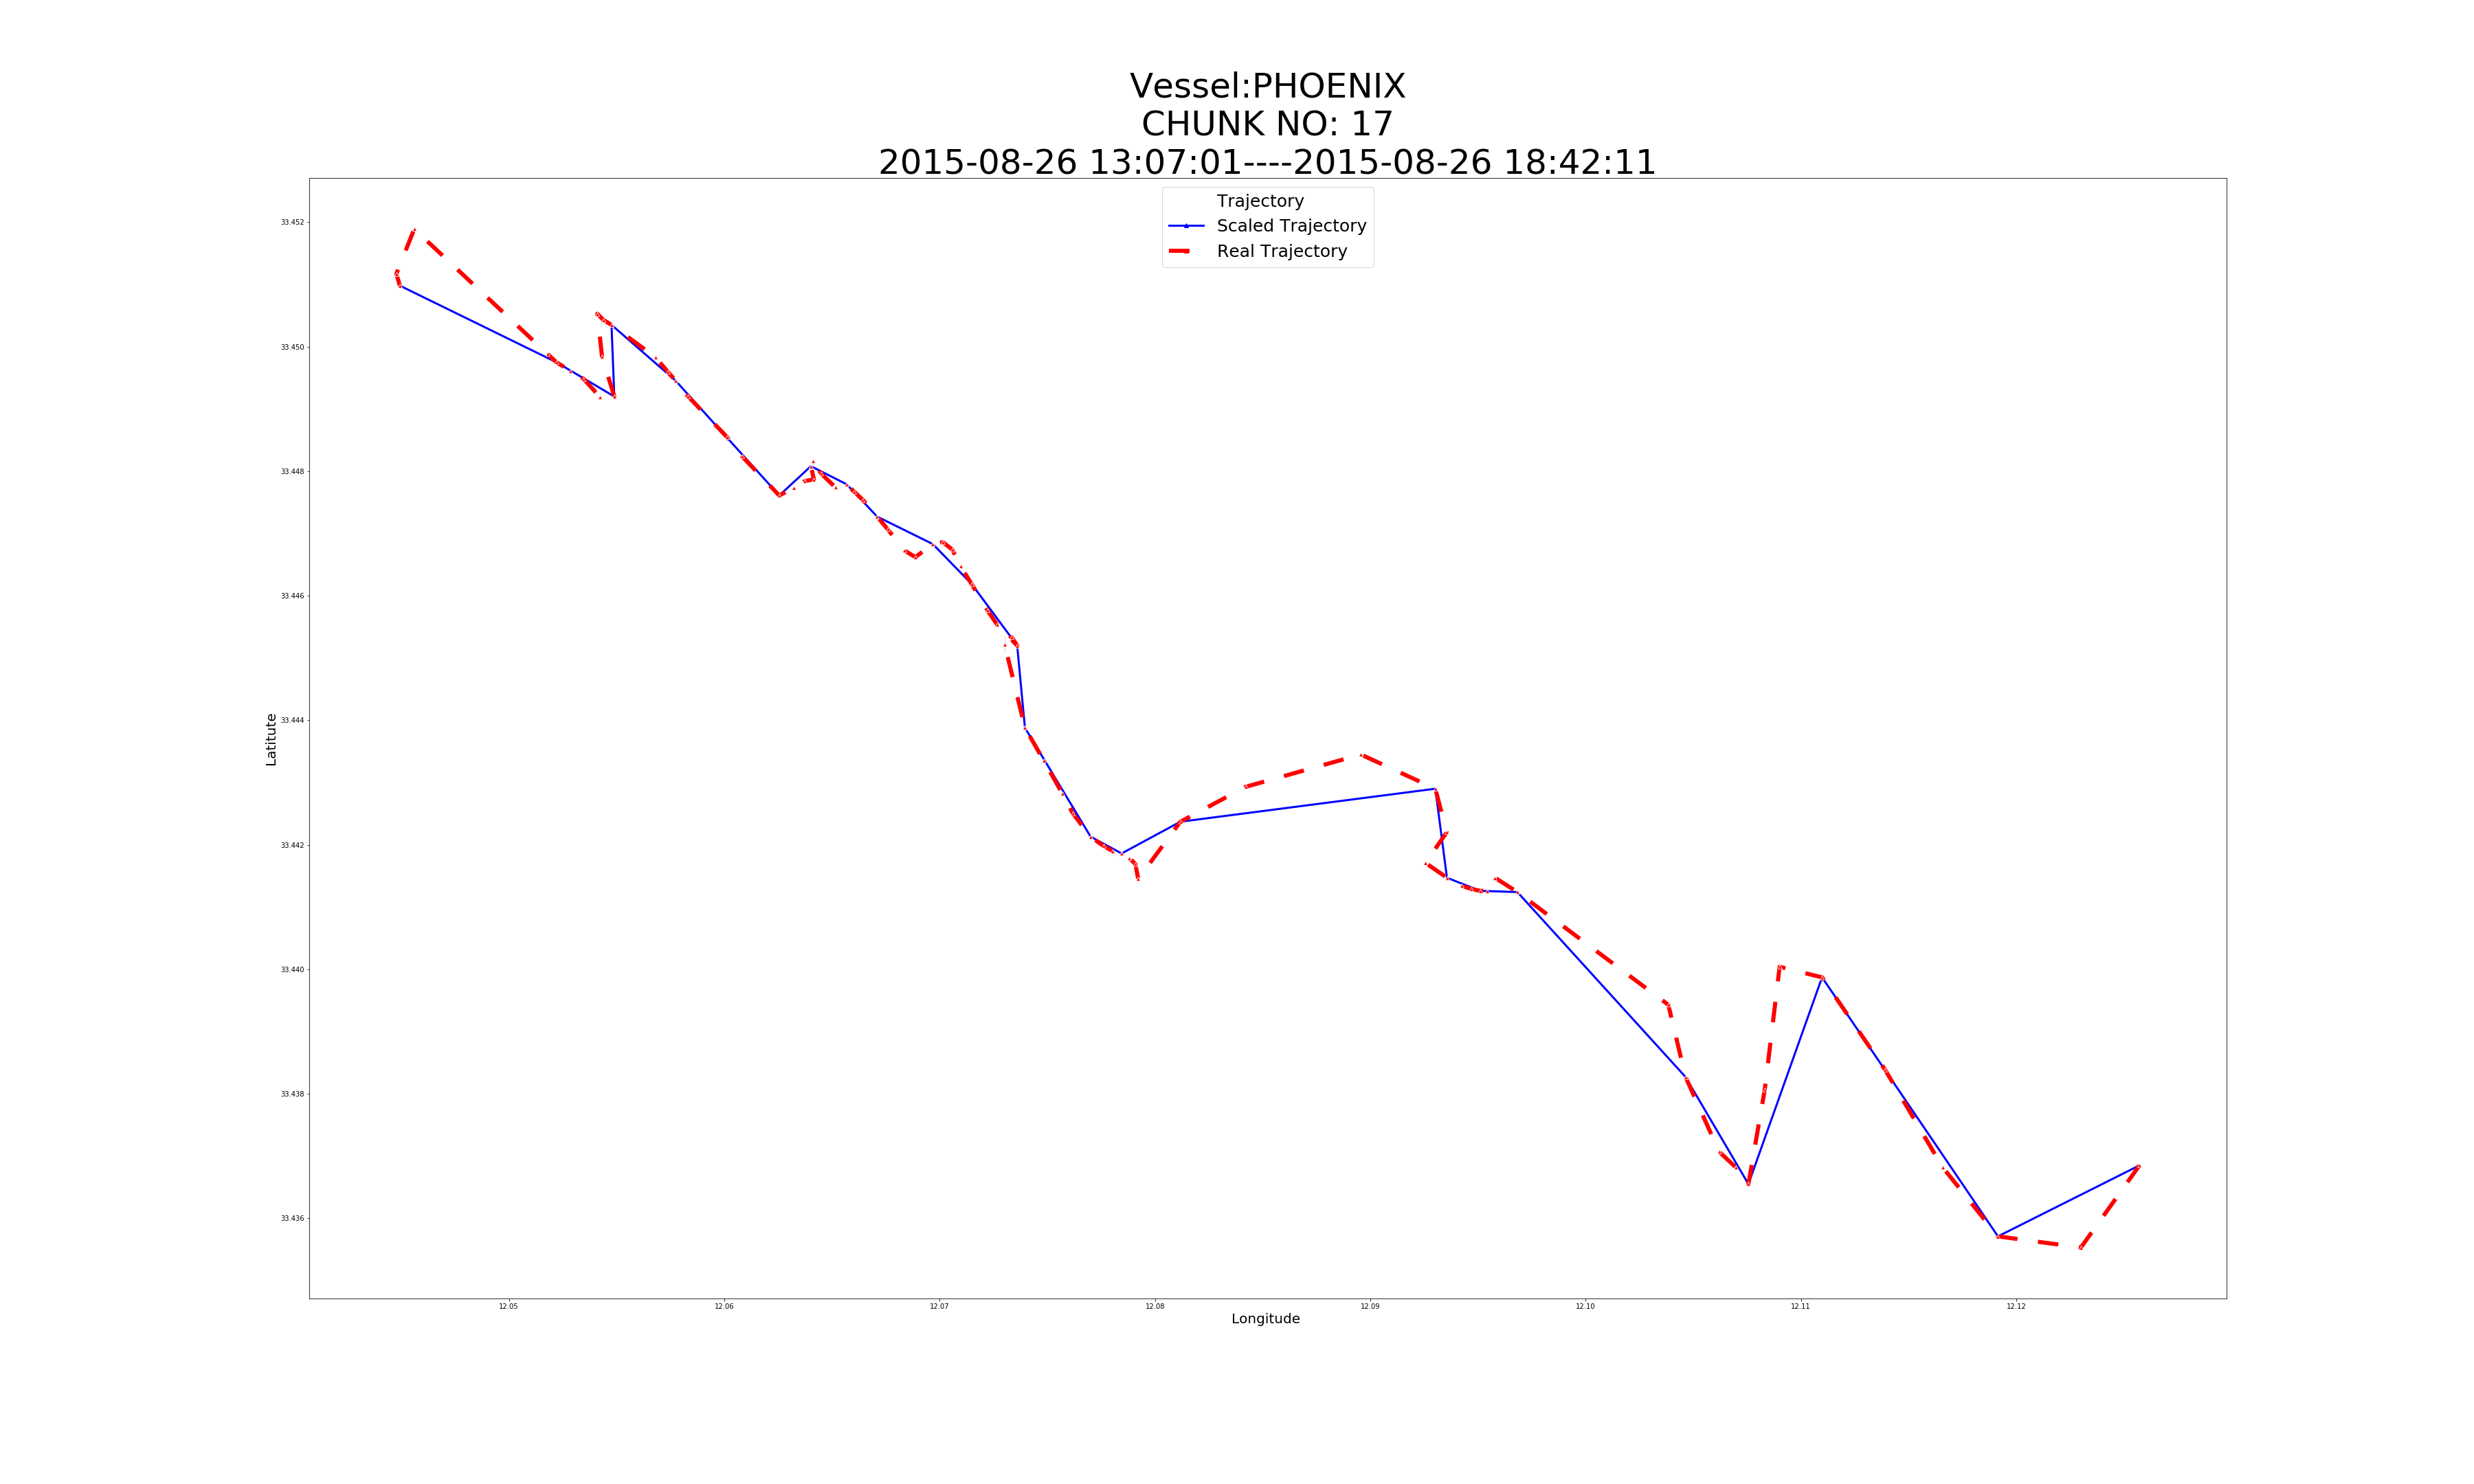 Vessel:PHOENIX
CHUNK NO: 17
2015-08-26 13:07:01----2015-08-26 18:42:11
Trajectory
Scaled Trajectory
Real Trajectory
33.452
33.450
33.448
33.446
33.444
33.442
33.440
33.438
33.436
Latitute
12.05 12.06 12.07 12.08 12.09 12.10 12.11 12.12
Longitude